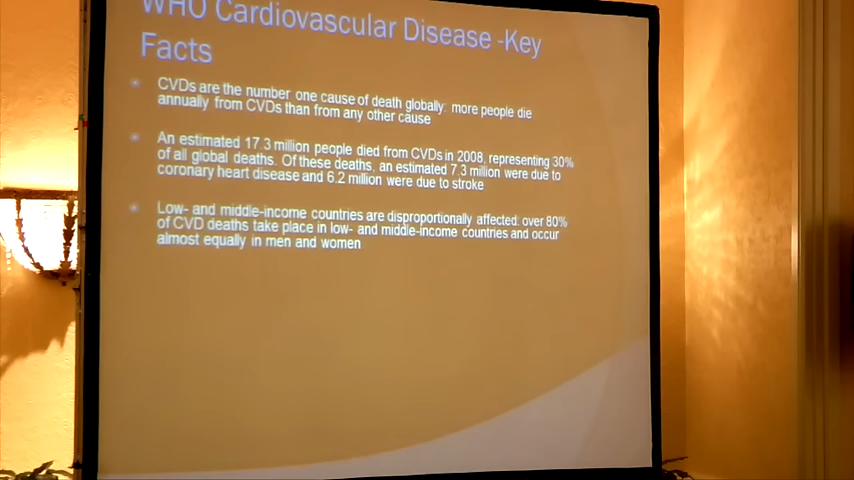 WHO Cardiovascular Disease -Key
Facts
CVDs are the number one cause of death globally: more people die
annually from CVDs than from any other cause
An estimated 17.3 million people died from CVDs in 2008, representing 30%
of all global deaths. Of these deaths, an estimated 7.3 million were due to
coronary heart disease and 6.2 million were due to stroke
Low- and middle-income countries are disproportionally affected: over 80%
of CVD deaths take place in low- and middle-income countries and occur
almost equally in men and women